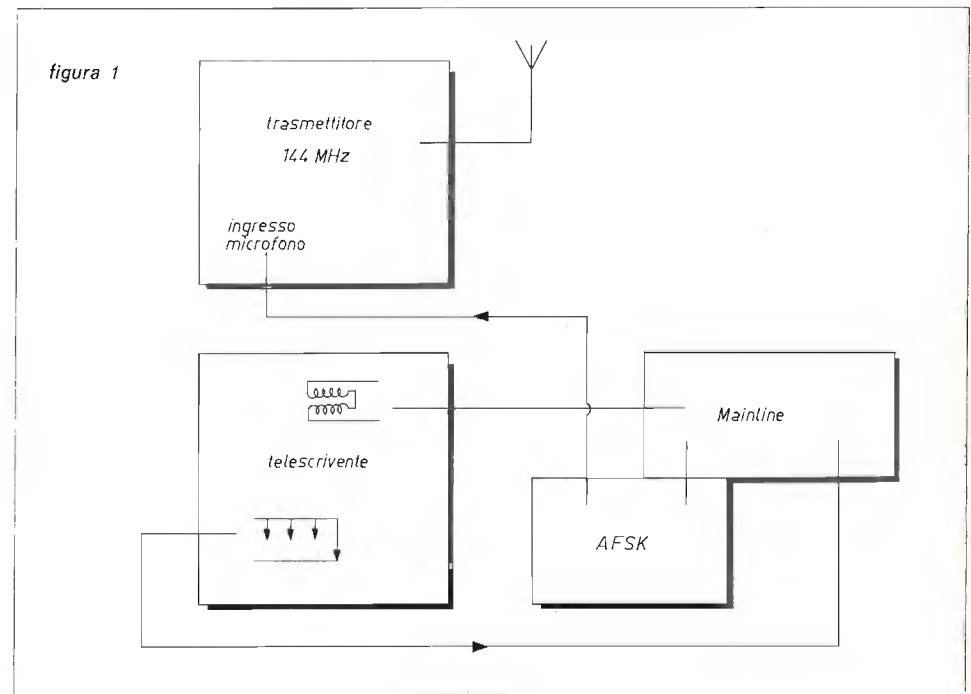 figura 1
trasmettitore
144 MHz
ingresso
microfono
telescrivente
Mainline
AFSK